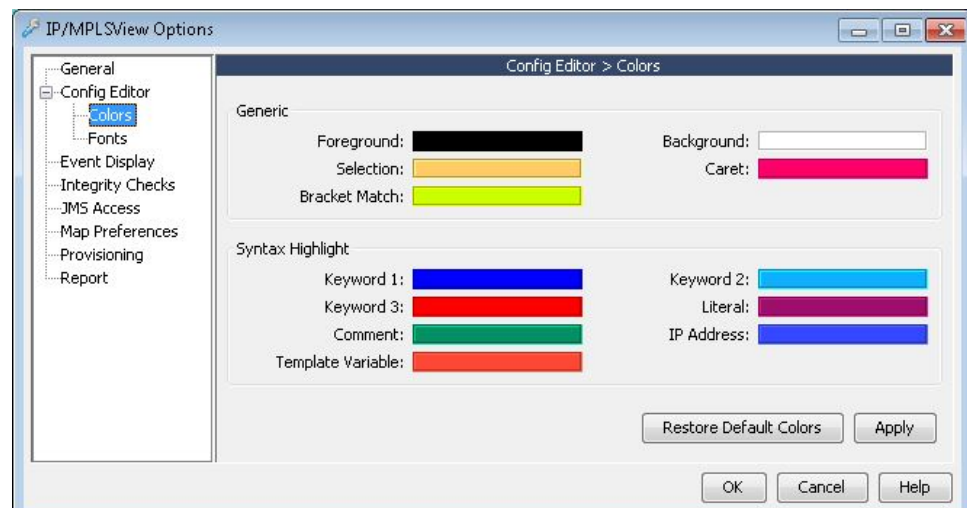 IP/MPLSView Options
General
Config Editor
Colors
Fonts
Event Display
Integrity Checks
JMS Access
Map Preferences
Provisioning
Report
Config Editor > Colors
Generic
Foreground:
Background:
Selection:
Caret:
Bracket Match:
Syntax Highlight
Keyword 1:
Keyword 2:
Keyword 3:
Literal:
Comment:
IP Address:
Template Variable:
Restore Default Colors
Apply
OK
Cancel
Help